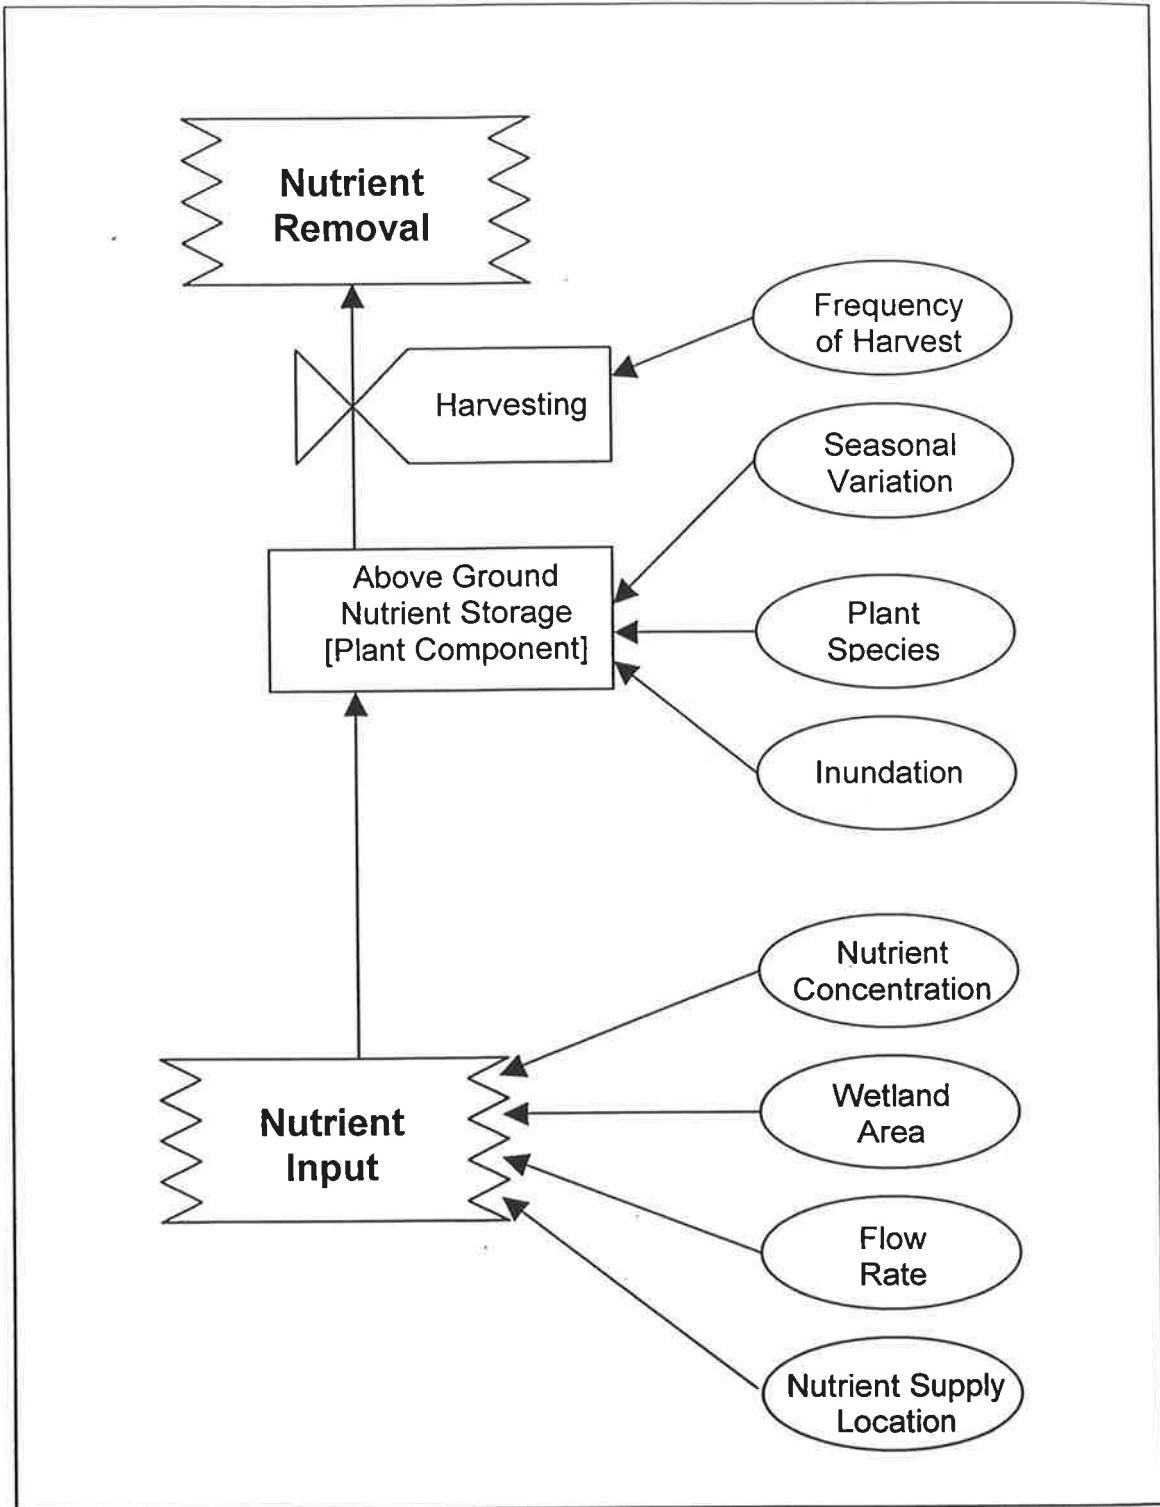 Nutrient
Removal
Frequency
of Harvest
Harvesting
Seasonal
Variation
Above Ground
Nutrient Storage
[Plant Component]
Plant
Species
Inundation
Nutrient
Concentration
Wetland
Area
Nutrient
Input
Flow
Rate
Nutrient Supply
Location